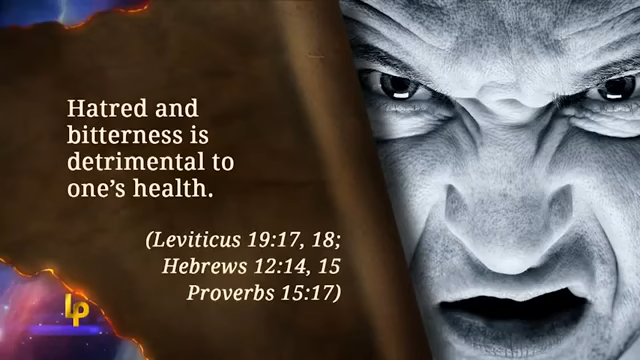 Hatred and
bitterness is
detrimental to
one's health.
(Leviticus 19:17, 18;
Hebrews 12:14, 15
Proverbs 15:17)
LP